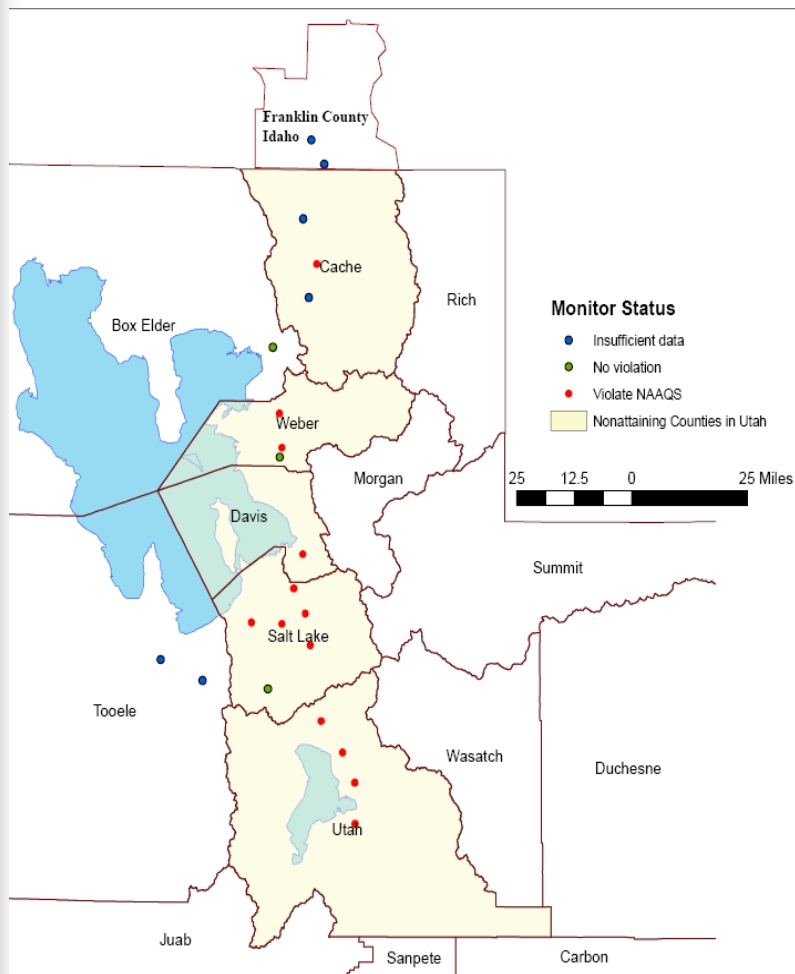 Franklin County
Idaho
Cache
Rich
Box Elder
Monitor Status
Insufficient data
No violation
Violate NAAQS
Nonattaining Counties in Utah
Weber
Morgan
25 12.5 0 25 Miles
Davis
Summit
Salt Lake
Tooele
Wasatch
Duchesne
Utah
Juab
Sanpete
Carbon